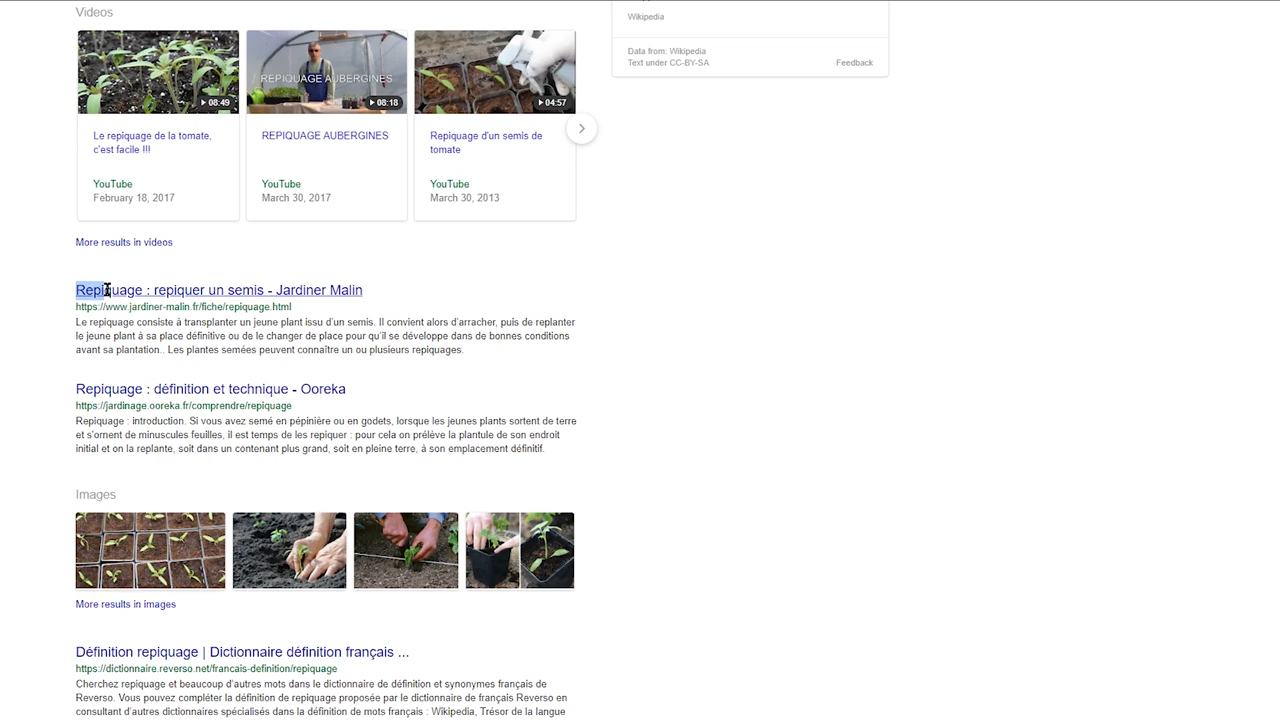 Videos
08:49
REPIQUAGE AUBERGINES
08:18
04:57
Le repiquage de la tomate,
c'est facile !!!
YouTube
February 18, 2017
REPIQUAGE AUBERGINES
YouTube
March 30, 2017
Repiquage d'un semis de
tomate
YouTube
March 30, 2013
More results in videos
Repiquage : repiquer un semis - Jardiner Malin
https://www.jardiner-malin.fr/fiche/repiquage.html
Le repiquage consiste à transplanter un jeune plant issu d'un semis. Il convient alors d'arracher, puis de replanter
le jeune plant à sa place définitive ou de le changer de place pour qu'il se développe dans de bonnes conditions
avant sa plantation.. Les plantes semées peuvent connaître un ou plusieurs repiquages.
Repiquage : définition et technique - Ooreka
https://jardinage.ooreka.fr/comprendre/repiquage
Repiquage : introduction. Si vous avez semé en pépinière ou en godets, lorsque les jeunes plants sortent de terre
et s'ornent de minuscules feuilles, il est temps de les repiquer : pour cela on prélève la plantule de son endroit
initial et on la replante, soit dans un contenant plus grand, soit en pleine terre, à son emplacement définitif.
Images
More results in images
Définition repiquage | Dictionnaire définition français ...
https://dictionnaire.reverso.net/francais-definition/repiquage
Cherchez repiquage et beaucoup d'autres mots dans le dictionnaire de définition et synonymes français de
Reverso. Vous pouvez compléter la définition de repiquage proposée par le dictionnaire de français Reverso en
consultant d'autres dictionnaires spécialisés dans la définition de mots français : Wikipedia, Trésor de la langue
Wikipedia
Data from: Wikipedia
Text under CC-BY-SA
Feedback